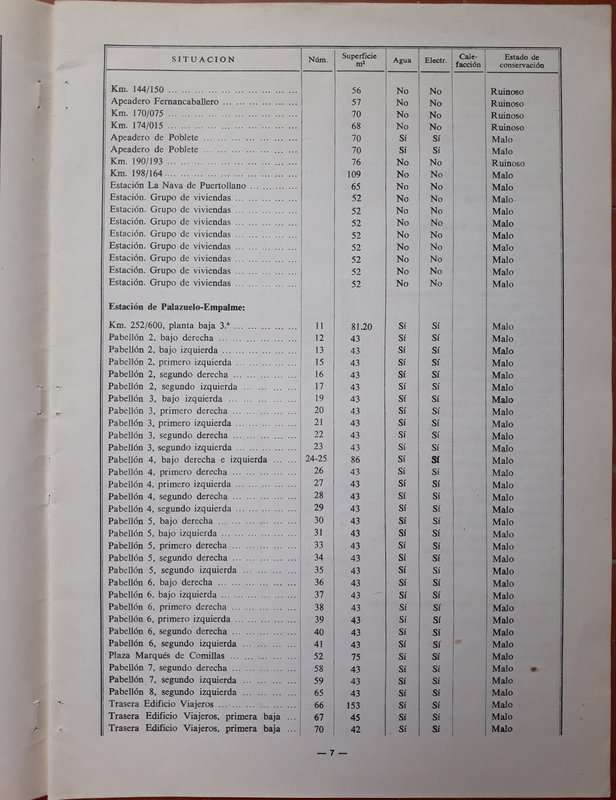 SITUACION Núm. Superficie m² Agua Electr. Cale-facción Estado de conservación
Km. 144/150 ... ... ... ... ... ... ... ... ... ... 56 No No Ruinoso
Apeadero Fernancaballero ... ... ... ... ... ... 57 No No Ruinoso
Km. 170/075 ... ... ... ... ... ... ... ... ... ... 70 No No Ruinoso
Km. 174/015 ... ... ... ... ... ... ... ... ... ... 68 No No Ruinoso
Apeadero de Poblete ... ... ... ... ... ... ... 70 Sí Sí Malo
Apeadero de Poblete ... ... ... ... ... ... ... 70 Sí Sí Malo
Km. 190/193 ... ... ... ... ... ... ... ... ... ... 76 No No Ruinoso
Km. 198/164 ... ... ... ... ... ... ... ... ... ... 109 No No Malo
Estación La Nava de Puertollano ... ... ... ... 65 No No Malo
Estación. Grupo de viviendas ... ... ... ... ... 52 No No Malo
Estación. Grupo de viviendas ... ... ... ... ... 52 No No Malo
Estación. Grupo de viviendas ... ... ... ... ... 52 No No Malo
Estación. Grupo de viviendas ... ... ... ... ... 52 No No Malo
Estación. Grupo de viviendas ... ... ... ... ... 52 No No Malo
Estación. Grupo de viviendas ... ... ... ... ... 52 No No Malo
Estación. Grupo de viviendas ... ... ... ... ... 52 No No Malo
Estación. Grupo de viviendas ... ... ... ... ... 52 No No Malo
Estación de Palazuelo-Empalme:
Km. 252/600, planta baja 3.ª ... ... ... ... ... 11 81,20 Sí Sí Malo
Pabellón 2, bajo derecha ... ... ... ... ... ... 12 43 Sí Sí Malo
Pabellón 2, bajo izquierda ... ... ... ... ... ... 13 43 Sí Sí Malo
Pabellón 2, primero izquierda ... ... ... ... ... 15 43 Sí Sí Malo
Pabellón 2, segundo derecha ... ... ... ... ... 16 43 Sí Sí Malo
Pabellón 2, segundo izquierda ... ... ... ... 17 43 Sí Sí Malo
Pabellón 3, bajo izquierda ... ... ... ... ... 19 43 Sí Sí Malo
Pabellón 3, primero derecha ... ... ... ... ... 20 43 Sí Sí Malo
Pabellón 3, primero izquierda ... ... ... ... ... 21 43 Sí Sí Malo
Pabellón 3, segundo derecha ... ... ... ... ... 22 43 Sí Sí Malo
Pabellón 3, segundo izquierda ... ... ... ... ... 23 43 Sí Sí Malo
Pabellón 4, bajo derecha e izquierda ... ... 24-25 86 Sí Sí Malo
Pabellón 4, primero derecha ... ... ... ... ... 26 43 Sí Sí Malo
Pabellón 4, primero izquierda ... ... ... ... ... 27 43 Sí Sí Malo
Pabellón 4, segundo derecha ... ... ... ... ... 28 43 Sí Sí Malo
Pabellón 4, segundo izquierda ... ... ... ... ... 29 43 Sí Sí Malo
Pabellón 5, bajo derecha ... ... ... ... ... ... 30 43 Sí Sí Malo
Pabellón 5, bajo izquierda ... ... ... ... ... ... 31 43 Sí Sí Malo
Pabellón 5, primero derecha ... ... ... ... ... 33 43 Sí Sí Malo
Pabellón 5, segundo derecha ... ... ... ... ... 34 43 Sí Sí Malo
Pabellón 5, segundo izquierda ... ... ... ... 35 43 Sí Sí Malo
Pabellón 6, bajo derecha ... ... ... ... ... ... 36 43 Sí Sí Malo
Pabellón 6, bajo izquierda ... ... ... ... ... ... 37 43 Sí Sí Malo
Pabellón 6, primero derecha ... ... ... ... ... 38 43 Sí Sí Malo
Pabellón 6, primero izquierda ... ... ... ... ... 39 43 Sí Sí Malo
Pabellón 6, segundo derecha ... ... ... ... ... 40 43 Sí Sí Malo
Pabellón 6, segundo izquierda ... ... ... ... 41 43 Sí Sí Malo
Plaza Marqués de Comillas ... ... ... ... ... 52 75 Sí Sí Malo
Pabellón 7, segundo derecha ... ... ... ... ... 58 43 Sí Sí Malo
Pabellón 7, segundo izquierda ... ... ... ... 59 43 Sí Sí Malo
Pabellón 8, segundo izquierda ... ... ... ... 65 43 Sí Sí Malo
Trasera Edificio Viajeros ... ... ... ... ... ... 66 153 Sí Sí Malo
Trasera Edificio Viajeros, primera baja ... 67 45 Sí Sí Malo
Trasera Edificio Viajeros, primera baja ... 70 42 Sí Sí Malo
— 7 —